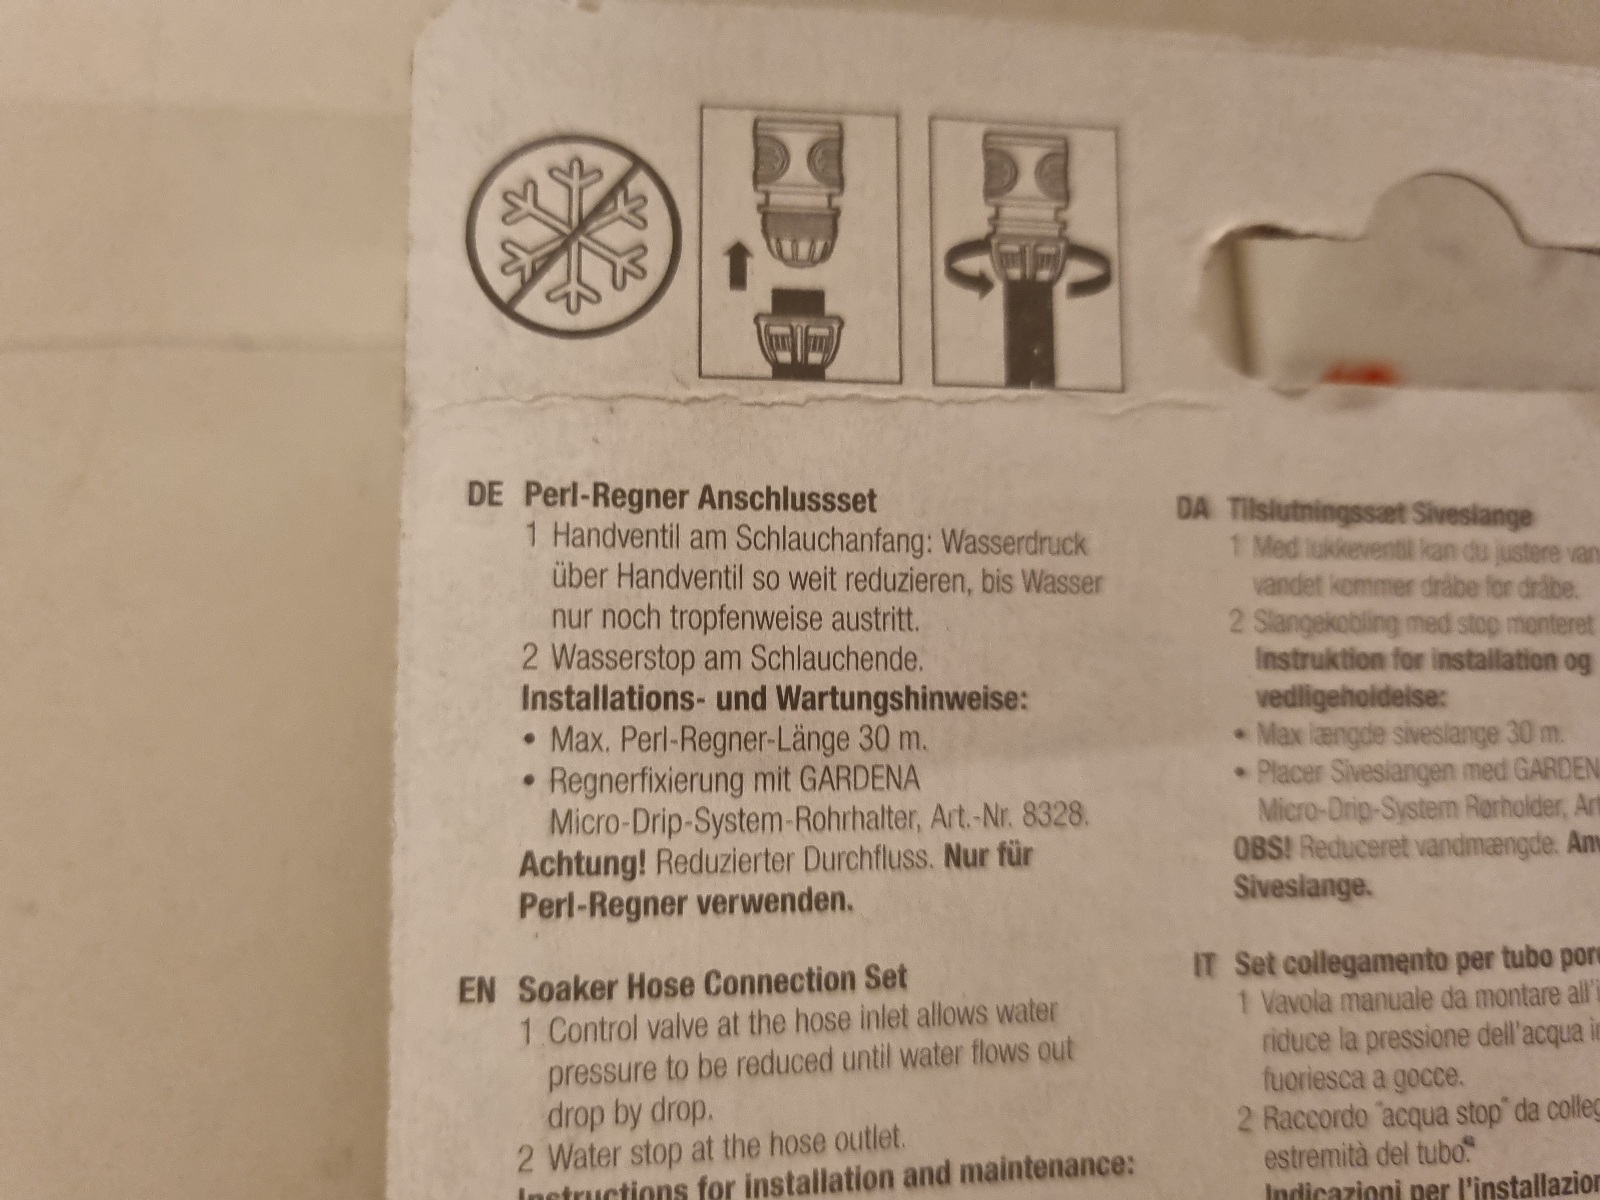 DE Perl-Regner Anschlussset
1 Handventil am Schlauchanfang: Wasserdruck
über Handventil so weit reduzieren, bis Wasser
nur noch tropfenweise austritt.
2 Wasserstop am Schlauchende.
Installations- und Wartungshinweise:
• Max. Perl-Regner-Länge 30 m.
• Regnerfixierung mit GARDENA
Micro-Drip-System-Rohrhalter, Art.-Nr. 8328.
Achtung! Reduzierter Durchfluss. Nur für
Perl-Regner verwenden.
EN Soaker Hose Connection Set
1 Control valve at the hose inlet allows water
pressure to be reduced until water flows out
drop by drop.
2 Water stop at the hose outlet.
Instructions for installation and maintenance:
DA Tilslutningssæt Siveslange
1 Med lukkeventil kan du justere
vandet kommer dråbe for dråbe.
2 Slangekobling med stop monteret
Instruktion for installation og
vedligeholdelse:
• Max længde siveslange 30 m.
• Placer Siveslangen med GARDEN
Micro-Drip-System Rørholder,
OBS! Reduceret vandmængde.
Siveslange.
IT Set collegamento per tubo
1 Vavola manuale da montare
riduce la pressione dell'acqua
fuoriesca a gocce.
2 Raccordo "acqua stop" da
estremità del tubo.
Indicazioni per